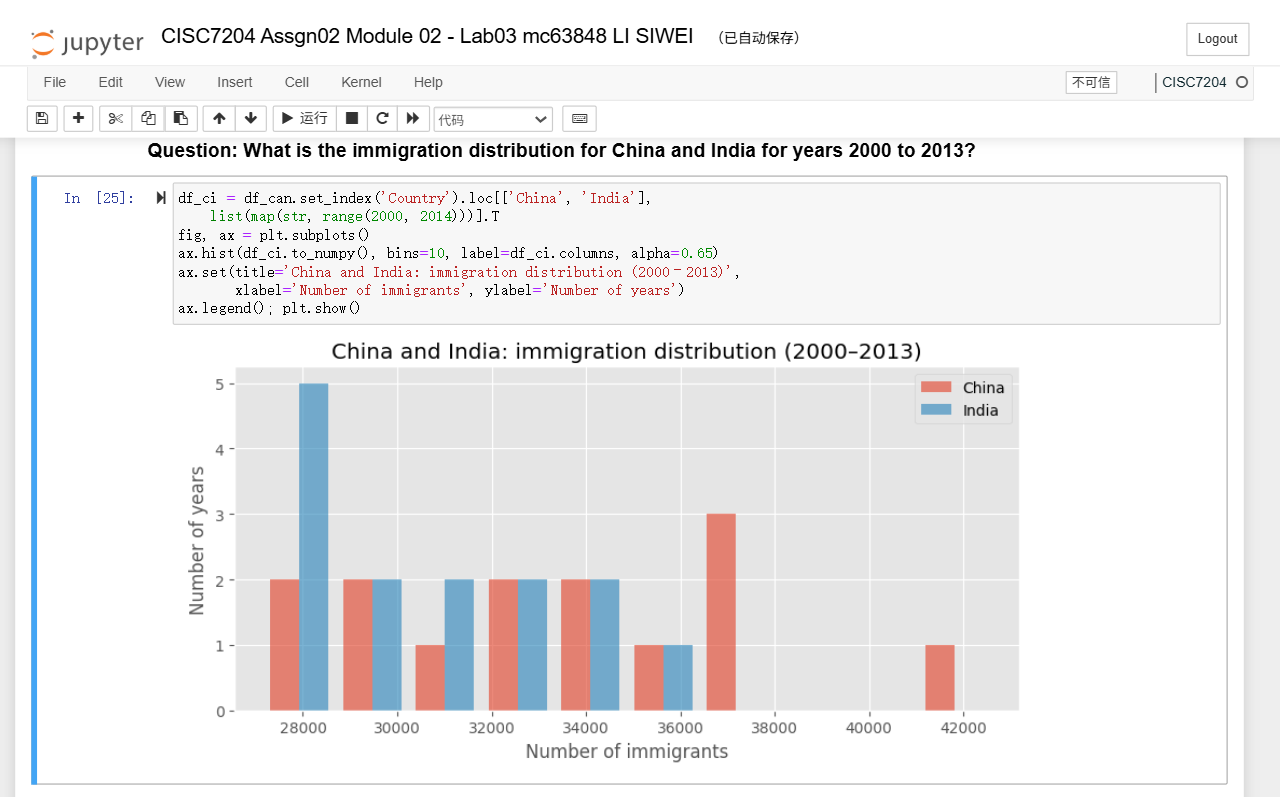 jupyter CISC7204 Assgn02 Module 02 - Lab03 mc63848 LI SIWEI （已自动保存） Logout
File Edit View Insert Cell Kernel Help 不可信 CISC7204
运行 代码
Question: What is the immigration distribution for China and India for years 2000 to 2013?
In [25]:
df_ci = df_can.set_index('Country').loc[['China', 'India'],
    list(map(str, range(2000, 2014)))].T
fig, ax = plt.subplots()
ax.hist(df_ci.to_numpy(), bins=10, label=df_ci.columns, alpha=0.65)
ax.set(title='China and India: immigration distribution (2000–2013)',
       xlabel='Number of immigrants', ylabel='Number of years')
ax.legend(); plt.show()
China and India: immigration distribution (2000–2013)
China
India
Number of years
5
4
3
2
1
0
28000 30000 32000 34000 36000 38000 40000 42000
Number of immigrants